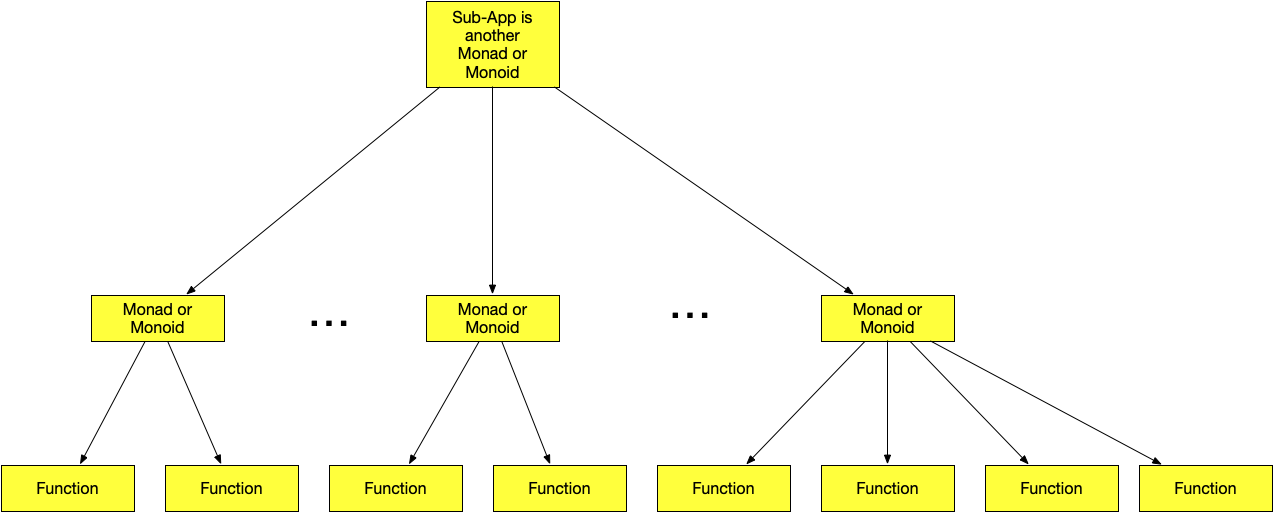 Sub-App is
another
Monad or
Monoid
Monad or
Monoid
...
Monad or
Monoid
...
Monad or
Monoid
Function
Function
Function
Function
Function
Function
Function
Function